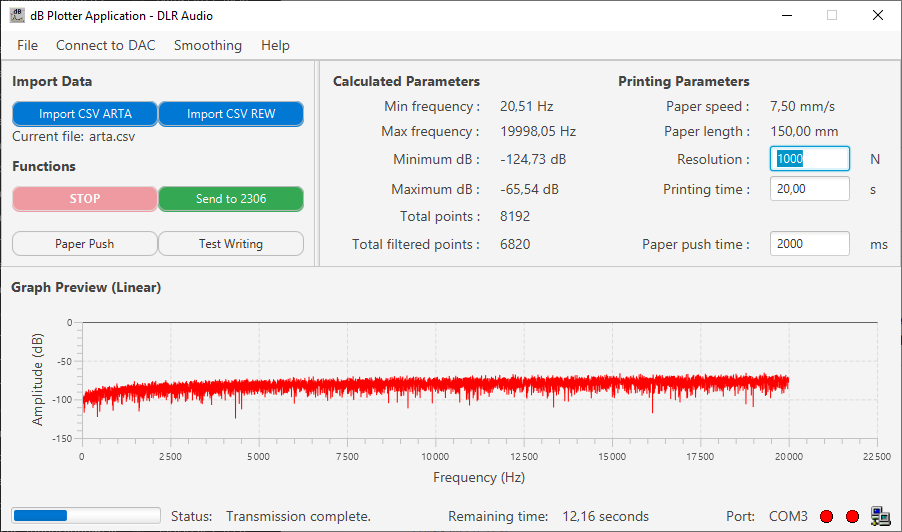 dB Plotter Application - DLR Audio
File Connect to DAC Smoothing Help
Import Data
Import CSV ARTA Import CSV REW
Current file: arta.csv
Functions
STOP Send to 2306
Paper Push Test Writing
Calculated Parameters
Min frequency : 20,51 Hz
Max frequency : 19998,05 Hz
Minimum dB : -124,73 dB
Maximum dB : -65,54 dB
Total points : 8192
Total filtered points : 6820
Printing Parameters
Paper speed : 7,50 mm/s
Paper length : 150,00 mm
Resolution : 1000 N
Printing time : 20,00 s
Paper push time : 2000 ms
Graph Preview (Linear)
Amplitude (dB)
0
-50
-100
-150
0 2 500 5 000 7 500 10 000 12 500 15 000 17 500 20 000 22 500
Frequency (Hz)
Status: Transmission complete. Remaining time: 12,16 seconds Port: COM3